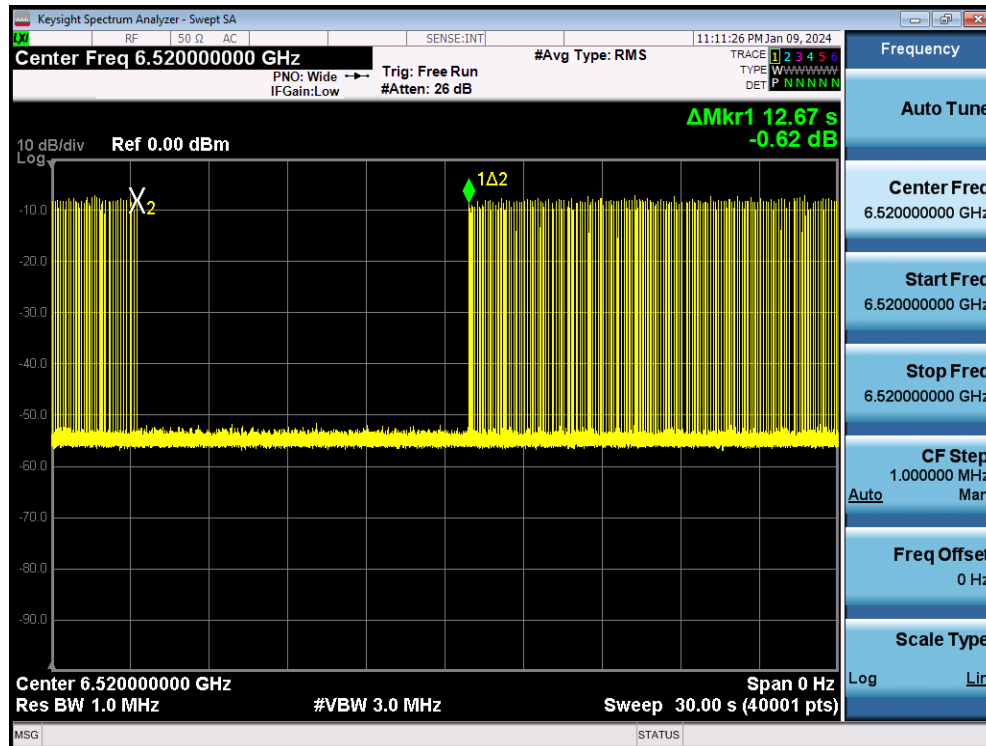 Keysight Spectrum Analyzer - Swept SA
LXI RF 50 Ω AC SENSE:INT 11:11:26 PM Jan 09, 2024
Center Freq 6.520000000 GHz
PNO: Wide
IFGain:Low
Trig: Free Run
#Atten: 26 dB
#Avg Type: RMS
TRACE 1 2 3 4 5 6
TYPE WWWWWW
DET P N N N N N
ΔMkr1 12.67 s
-0.62 dB
10 dB/div
Log
Ref 0.00 dBm
1Δ2
X2
-10.0
-20.0
-30.0
-40.0
-50.0
-60.0
-70.0
-80.0
-90.0
Center 6.520000000 GHz
Span 0 Hz
Res BW 1.0 MHz
#VBW 3.0 MHz
Sweep 30.00 s (40001 pts)
MSG
STATUS
Frequency
Auto Tune
Center Freq
6.520000000 GHz
Start Freq
6.520000000 GHz
Stop Freq
6.520000000 GHz
CF Step
1.000000 MHz
Auto Man
Freq Offset
0 Hz
Scale Type
Log Lin